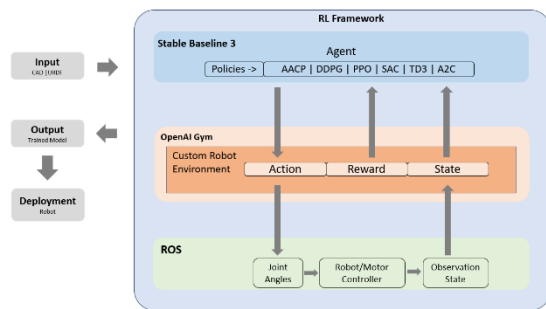 RL Framework
Stable Baseline 3
Agent
Policies -> AACP | DDPG | PPO | SAC | TD3 | A2C
Input
CAD |URDF
Output
Trained Model
Deployment
Robot
OpenAI Gym
Custom Robot
Environment
Action
Reward
State
ROS
Joint
Angles
Robot/Motor
Controller
Observation
State